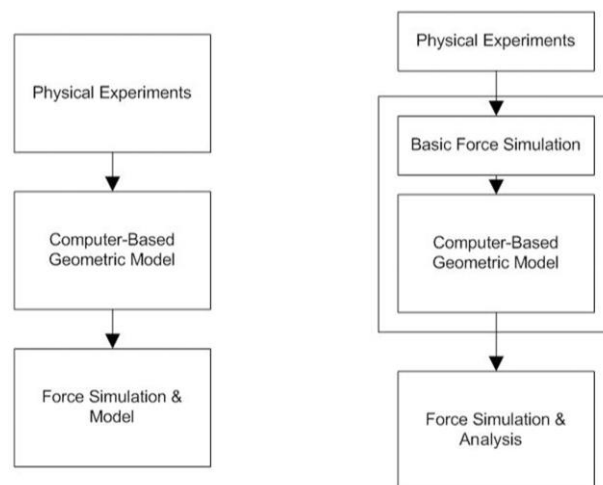 Physical Experiments
Computer-Based
Geometric Model
Force Simulation &
Model
Physical Experiments
Basic Force Simulation
Computer-Based
Geometric Model
Force Simulation &
Analysis